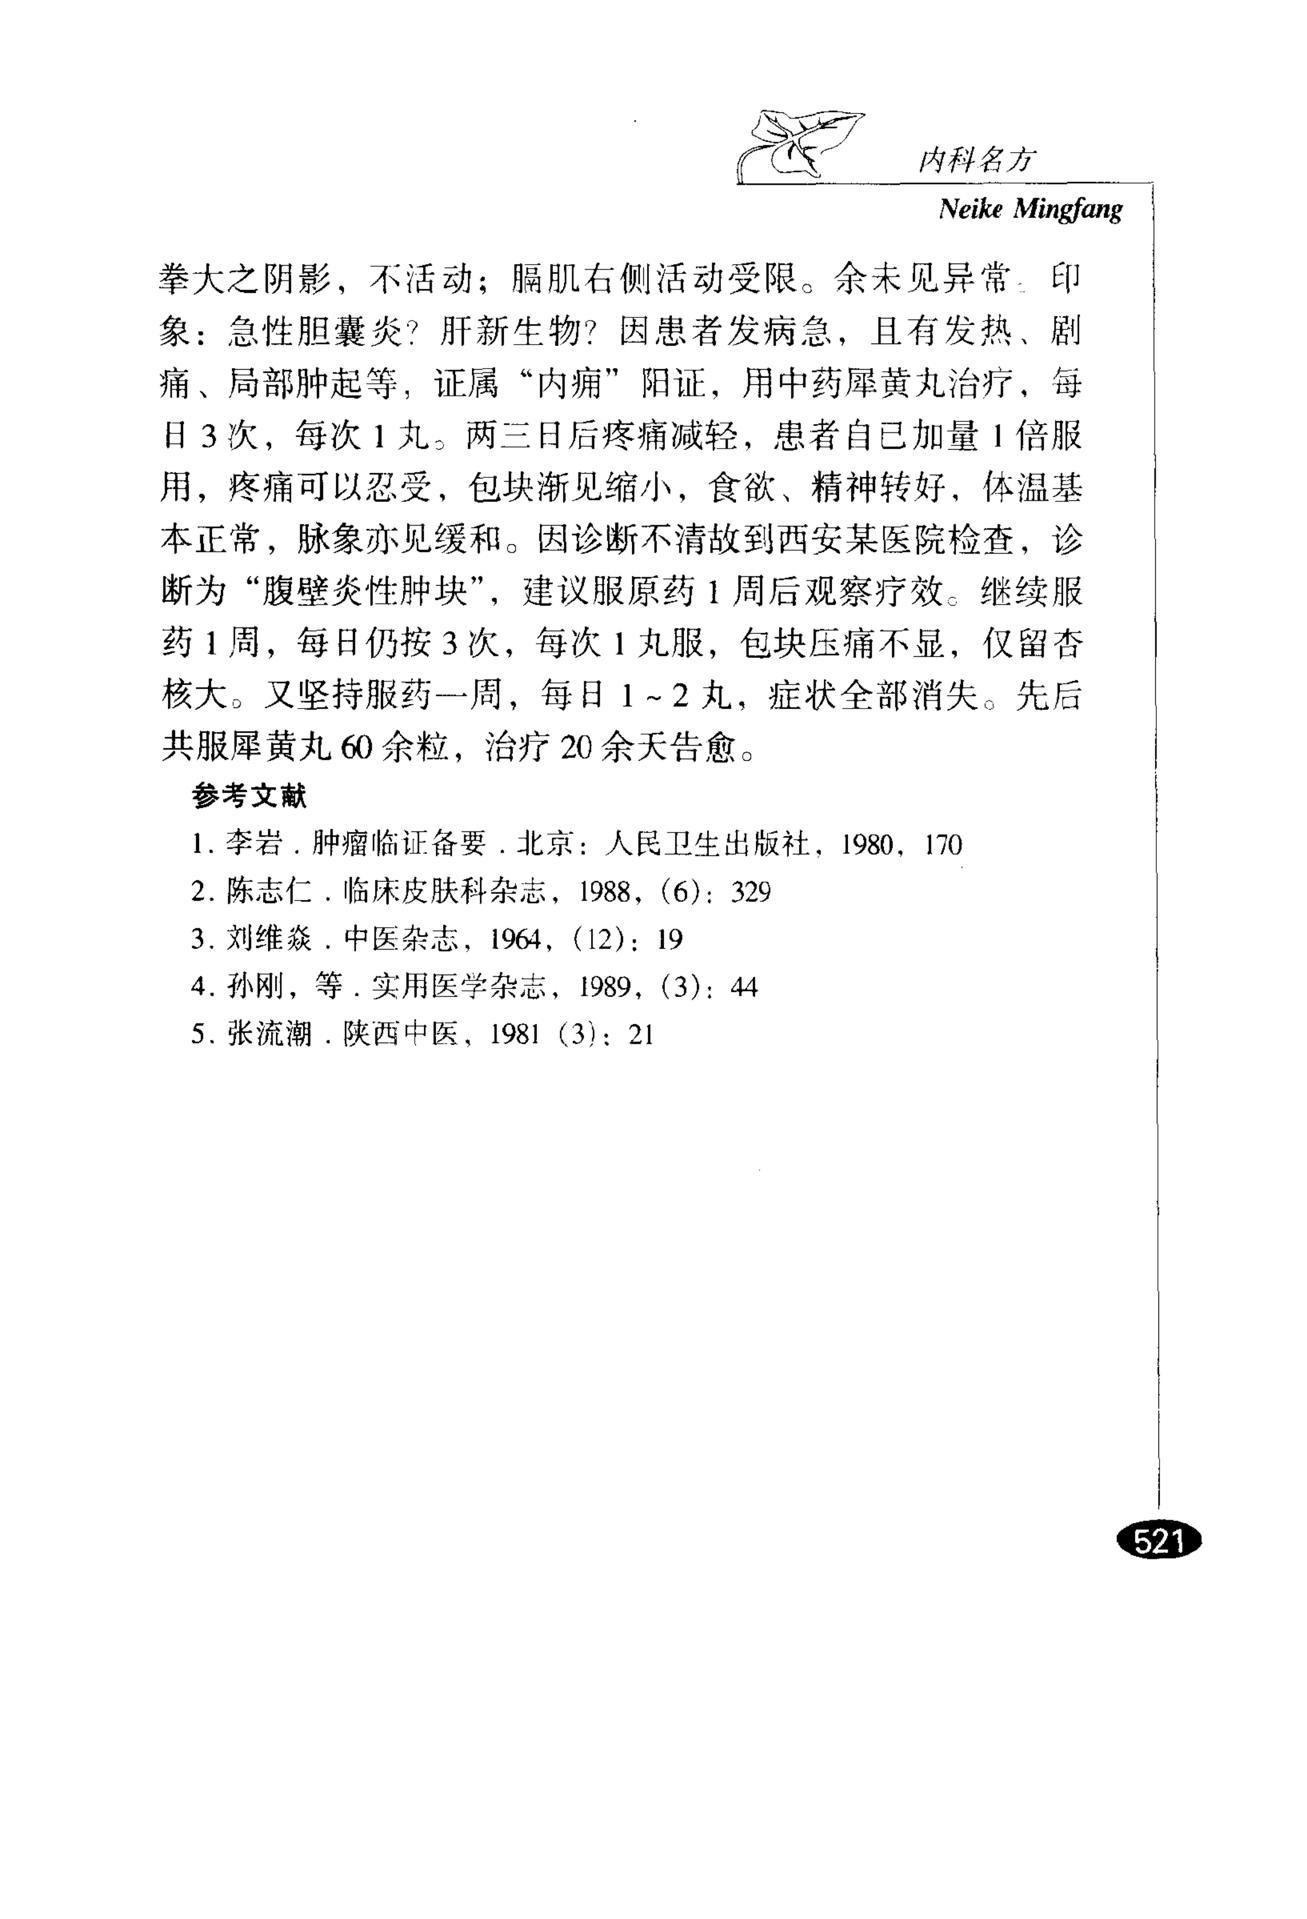 内科名方
Neike Mingfang
拳大之阴影，不活动；膈肌右侧活动受限。余未见异常。印
象：急性胆囊炎？肝新生物？因患者发病急，且有发热、剧
痛、局部肿起等，证属“内痈”阳证，用中药犀黄丸治疗，每
日3次，每次1丸。两三日后疼痛减轻，患者自已加量1倍服
用，疼痛可以忍受，包块渐见缩小，食欲、精神转好，体温基
本正常，脉象亦见缓和。因诊断不清故到西安某医院检查，诊
断为“腹壁炎性肿块”，建议服原药1周后观察疗效。继续服
药1周，每日仍按3次，每次1丸服，包块压痛不显，仅留杏
核大。又坚持服药一周，每日1~2丸，症状全部消失。先后
共服犀黄丸60余粒，治疗20余天告愈。
参考文献
1. 李岩．肿瘤临证备要．北京：人民卫生出版社，1980，170
2. 陈志仁．临床皮肤科杂志，1988，（6）：329
3. 刘维焱．中医杂志，1964，（12）：19
4. 孙刚，等．实用医学杂志，1989，（3）：44
5. 张流潮．陕西中医，1981（3）：21
521